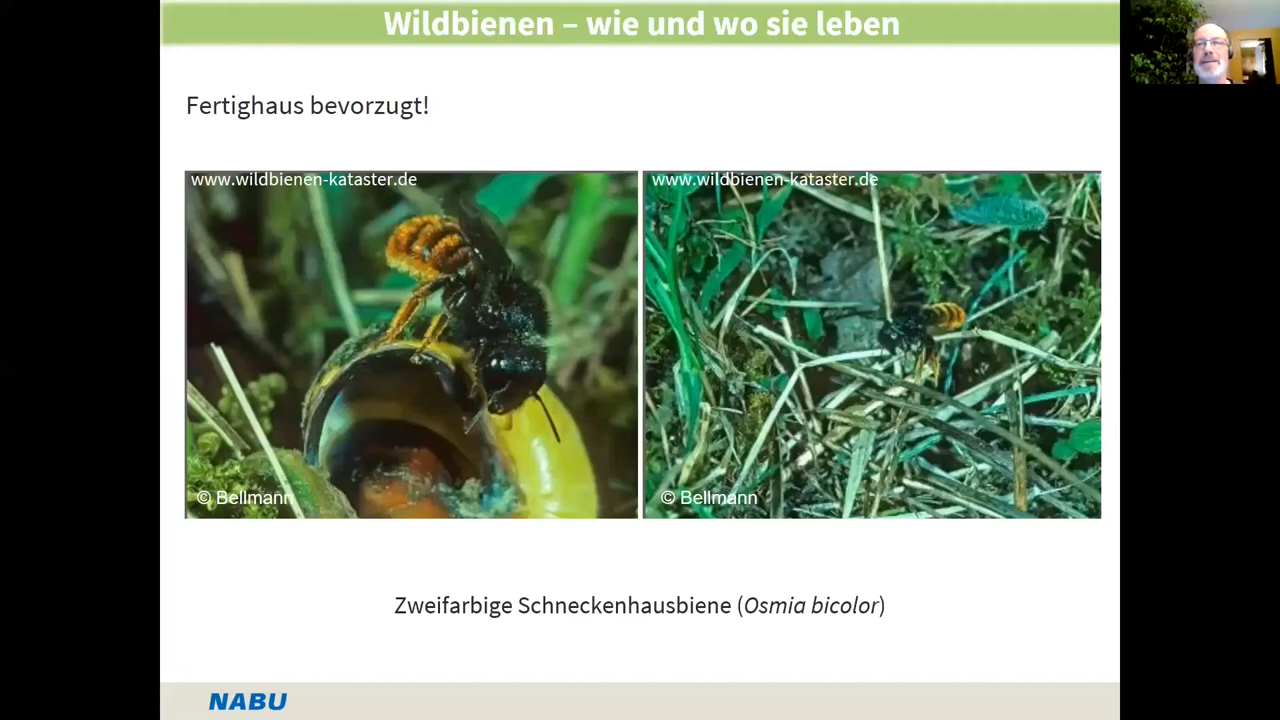 Wildbienen – wie und wo sie leben
Fertighaus bevorzugt!
www.wildbienen-kataster.de
www.wildbienen-kataster.de
© Bellmann
© Bellmann
Zweifarbige Schneckenhausbiene (Osmia bicolor)
NABU